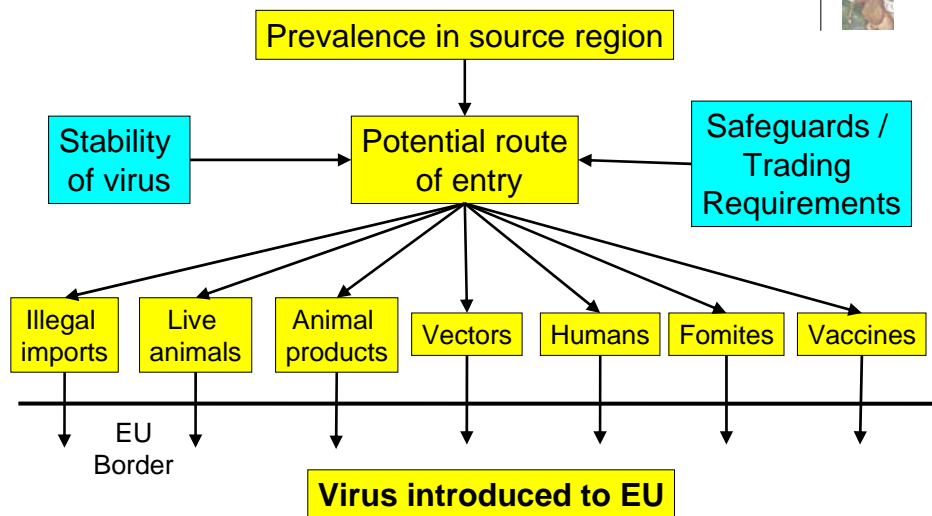 Prevalence in source region
Stability
of virus
Potential route
of entry
Safeguards /
Trading
Requirements
Illegal
imports
Live
animals
Animal
products
Vectors
Humans
Fomites
Vaccines
EU
Border
Virus introduced to EU